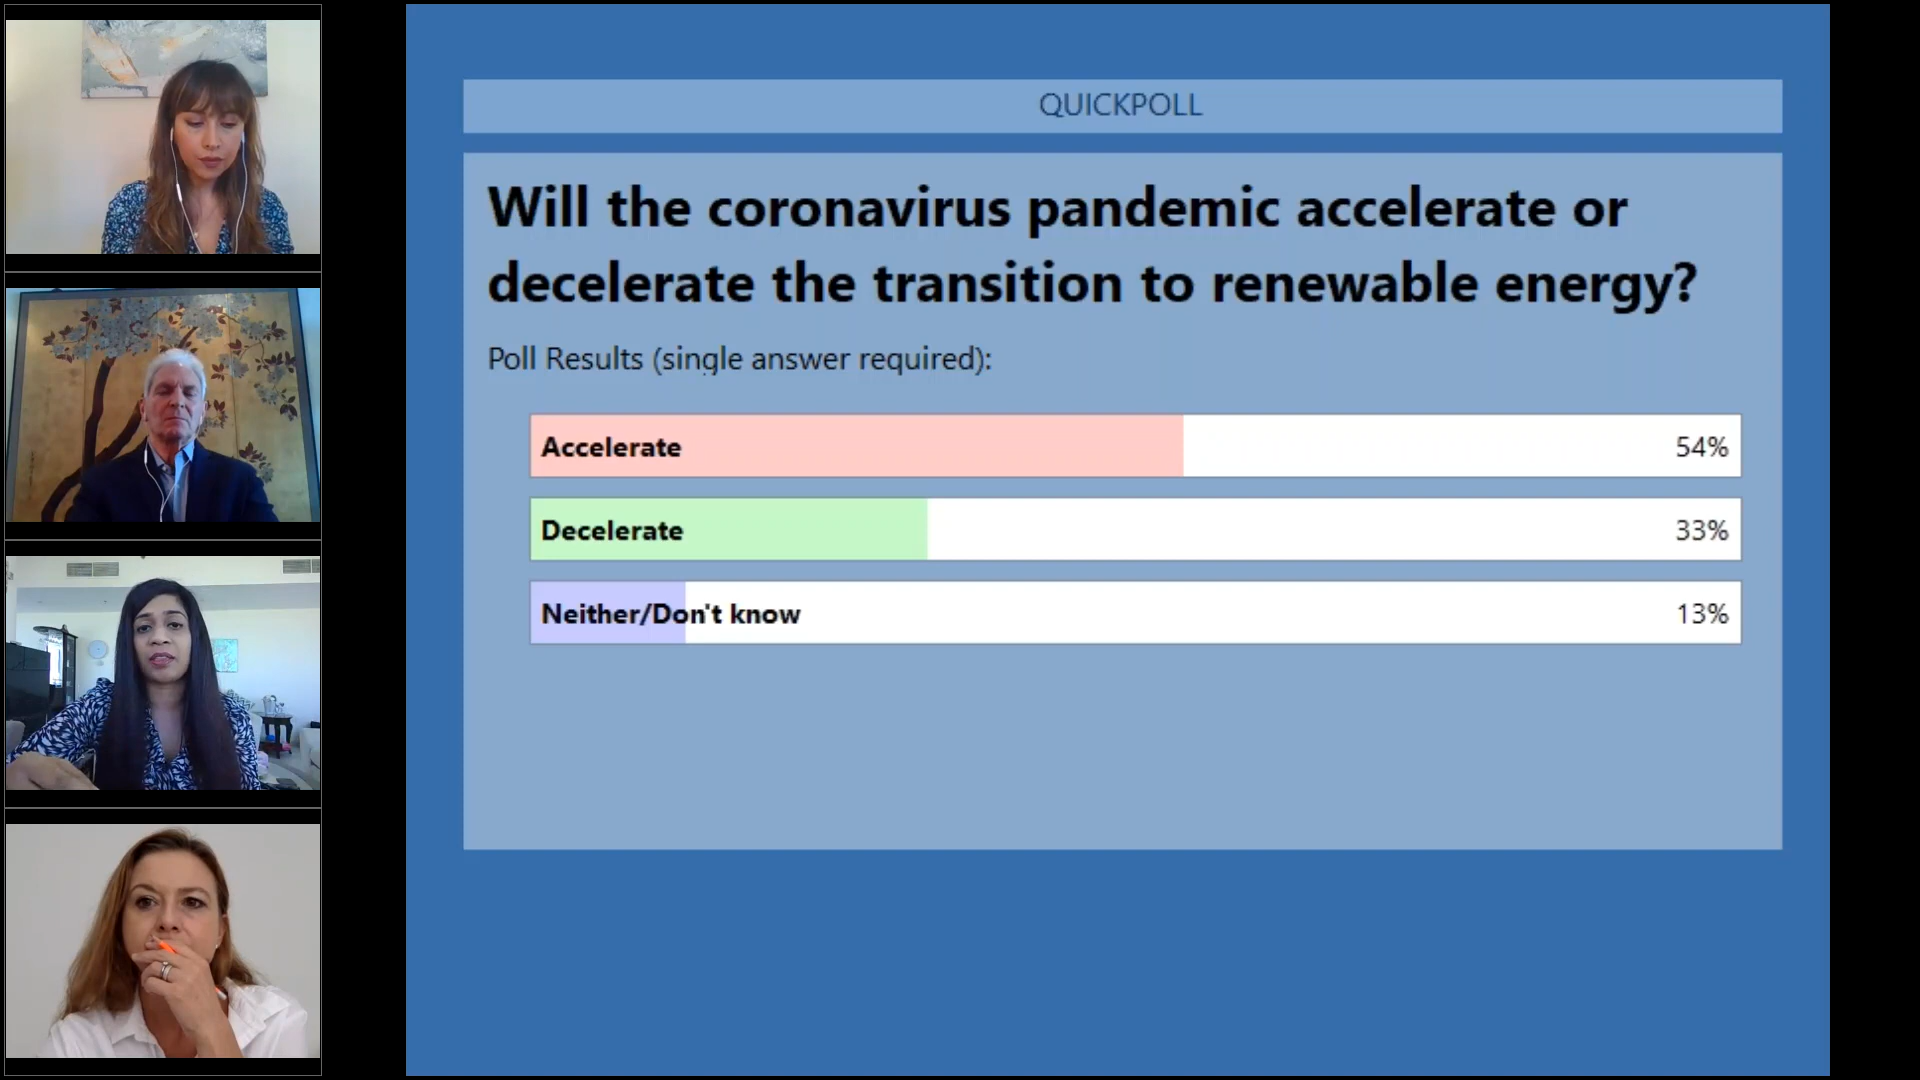 QUICKPOLL
Will the coronavirus pandemic accelerate or
decelerate the transition to renewable energy?
Poll Results (single answer required):
Accelerate 54%
Decelerate 33%
Neither/Don't know 13%